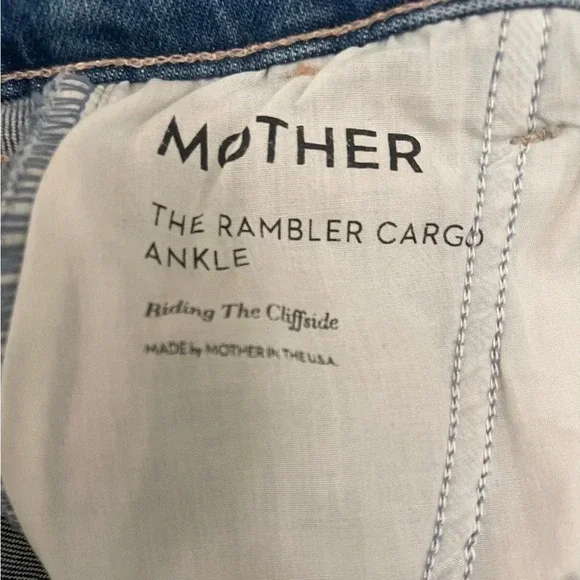 MOTHER
THE RAMBLER CARGO
ANKLE
Riding The Cliffside
MADE by MOTHER IN THE U.S.A.